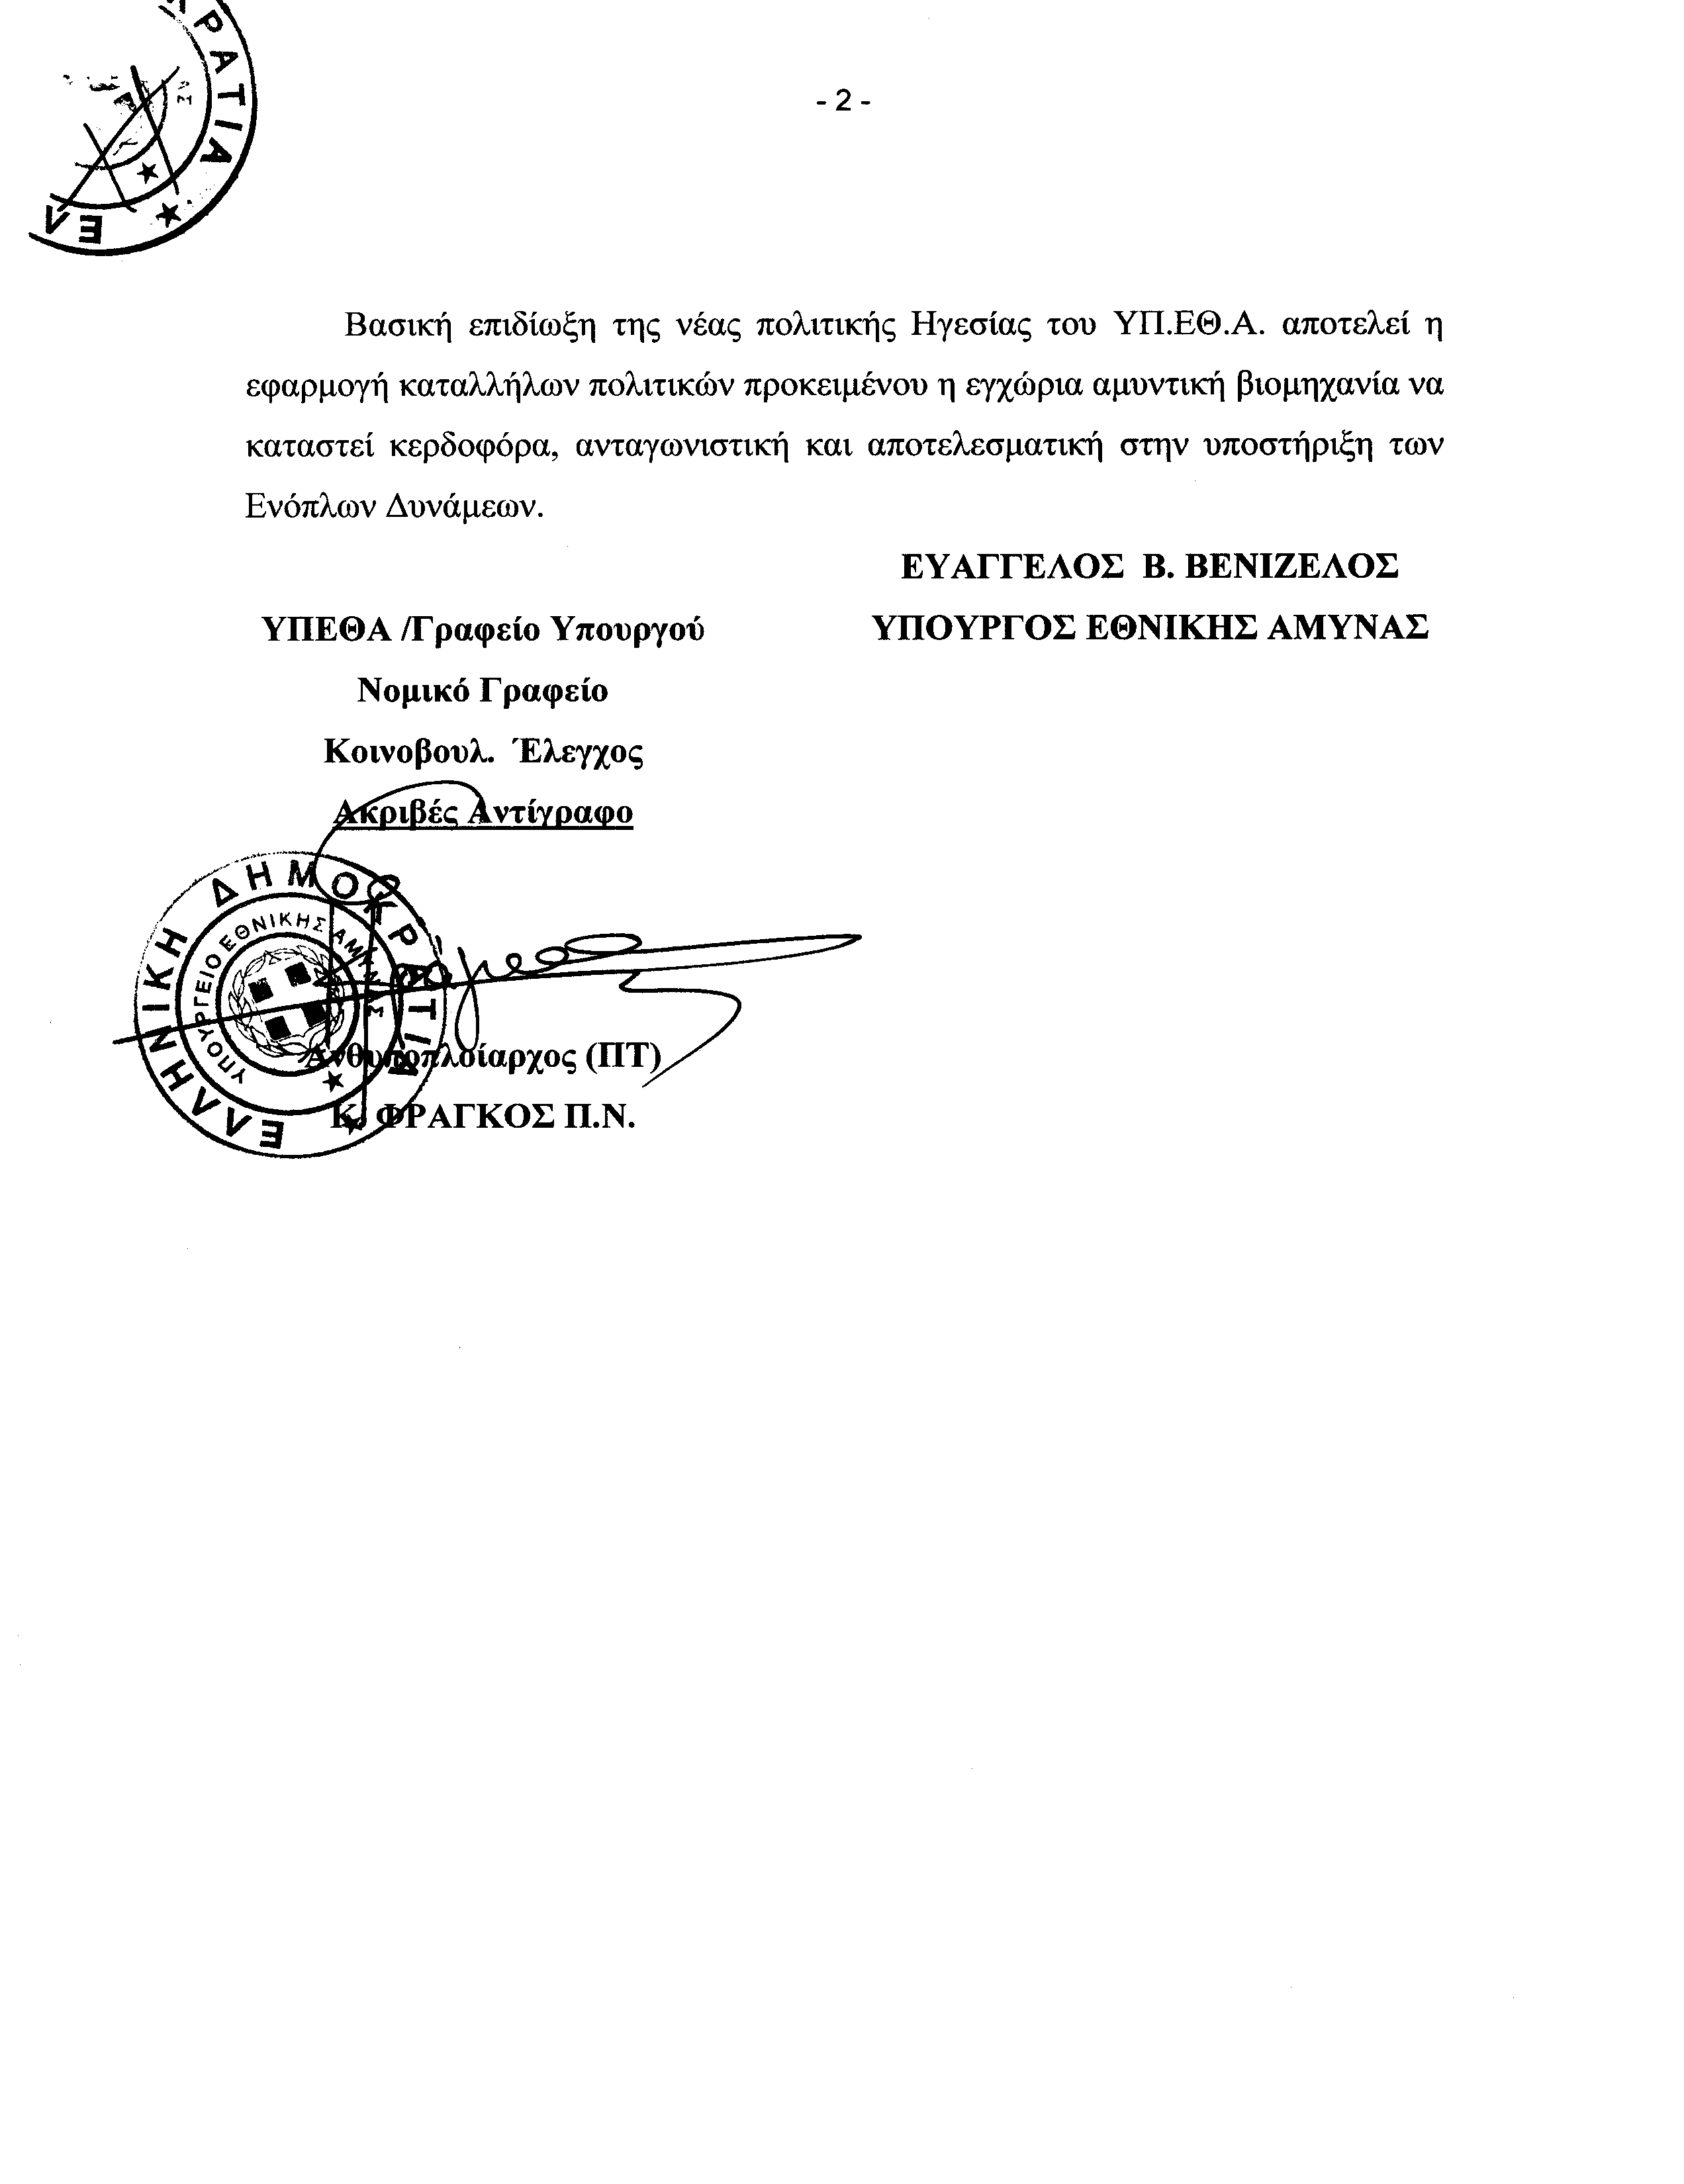 ΚΡΑΤΙΑ ★ ΕΛ
- 2 -
Βασική επιδίωξη της νέας πολιτικής Ηγεσίας του ΥΠ.ΕΘ.Α. αποτελεί η
εφαρμογή καταλλήλων πολιτικών προκειμένου η εγχώρια αμυντική βιομηχανία να
καταστεί κερδοφόρα, ανταγωνιστική και αποτελεσματική στην υποστήριξη των
Ενόπλων Δυνάμεων.
ΕΥΑΓΓΕΛΟΣ Β. ΒΕΝΙΖΕΛΟΣ
ΥΠΟΥΡΓΟΣ ΕΘΝΙΚΗΣ ΑΜΥΝΑΣ
ΥΠΕΘΑ /Γραφείο Υπουργού
Νομικό Γραφείο
Κοινοβουλ. Έλεγχος
Ακριβές Αντίγραφο
ΕΛΛΗΝΙΚΗ ΔΗΜΟΚΡΑΤΙΑ
ΥΠΟΥΡΓΕΙΟ ΕΘΝΙΚΗΣ ΑΜΥΝΑΣ
Ανθυποπλοίαρχος (ΠΤ)
Κ. ΦΡΑΓΚΟΣ Π.Ν.